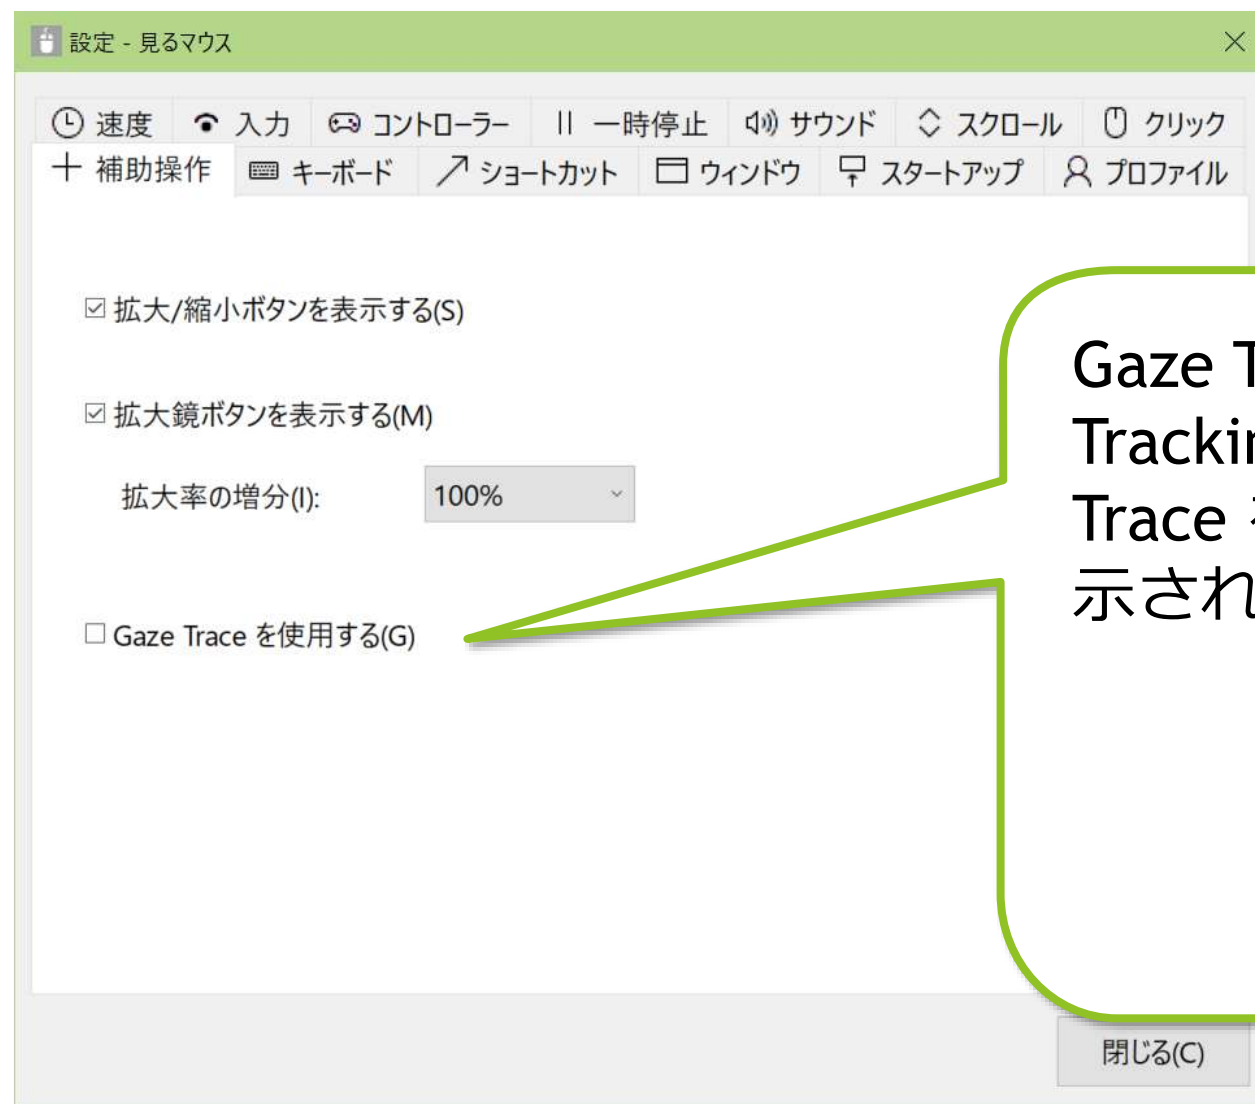 設定 - 見るマウス
速度 入力 コントローラー 一時停止 サウンド スクロール クリック
補助操作 キーボード ショートカット ウィンドウ スタートアップ プロファイル
拡大/縮小ボタンを表示する(S)
拡大鏡ボタンを表示する(M)
拡大率の増分(I): 100%
Gaze Trace を使用する(G)
Gaze
Trace
示され
閉じる(C)